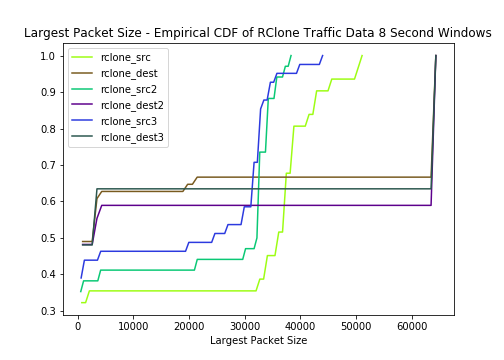 Largest Packet Size - Empirical CDF of RClone Traffic Data 8 Second Windows
rclone_src
rclone_dest
rclone_src2
rclone_dest2
rclone_src3
rclone_dest3
1.0
0.9
0.8
0.7
0.6
0.5
0.4
0.3
0 10000 20000 30000 40000 50000 60000
Largest Packet Size